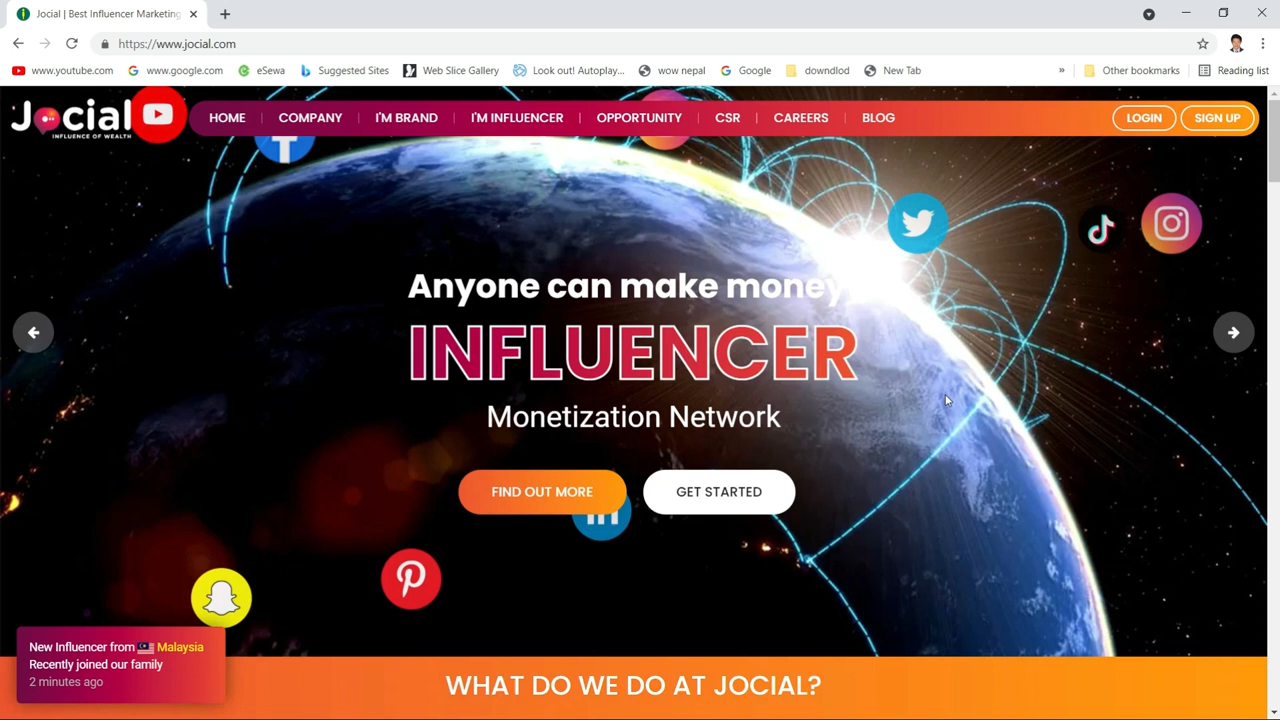 Jocial | Best Influencer Marketing
https://www.jocial.com
www.youtube.com
www.google.com
eSewa
Suggested Sites
Web Slice Gallery
Look out! Autoplay...
wow nepal
Google
downdlod
New Tab
»
Other bookmarks
Reading list
Jocial
INFLUENCE OF WEALTH
HOME
COMPANY
I'M BRAND
I'M INFLUENCER
OPPORTUNITY
CSR
CAREERS
BLOG
LOGIN
SIGN UP
Anyone can make money
INFLUENCER
Monetization Network
FIND OUT MORE
GET STARTED
in
New Influencer from Malaysia
Recently joined our family
2 minutes ago
WHAT DO WE DO AT JOCIAL?